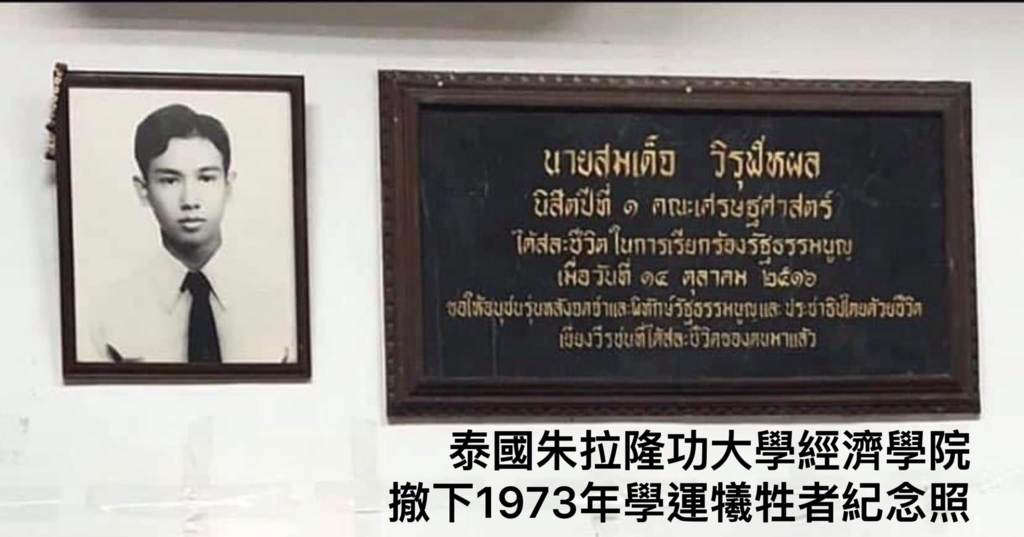 นายสมเด็จ วิรุฬหผล
นิสิตปีที่ ๑ คณะเศรษฐศาสตร์
ได้สละชีวิตในการเรียกร้องรัฐธรรมนูญ
เมื่อวันที่ ๑๔ ตุลาคม ๒๕๑๖
ขอให้อนุชนรุ่นหลังจดจำและพิทักษ์รัฐธรรมนูญและประชาธิปไตยด้วยชีวิต
เยี่ยงวีรชนที่ได้สละชีวิตของตนมาแล้ว
泰國朱拉隆功大學經濟學院
撤下1973年學運犧牲者紀念照